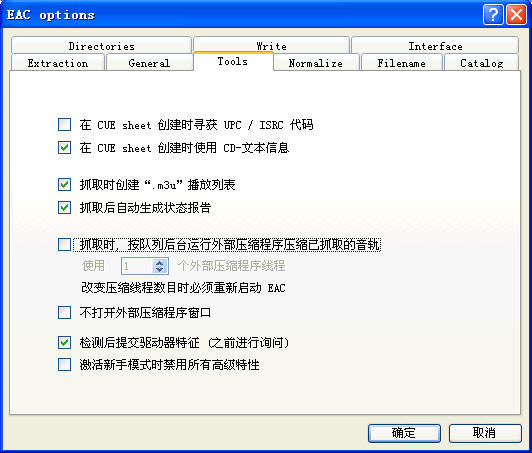 EAC options
Directories Write Interface
Extraction General Tools Normalize Filename Catalog
在 CUE sheet 创建时寻获 UPC / ISRC 代码
在 CUE sheet 创建时使用 CD-文本信息
抓取时创建“.m3u”播放列表
抓取后自动生成状态报告
抓取时，按队列后台运行外部压缩程序压缩已抓取的音轨
使用 1 个外部压缩程序线程
改变压缩线程数目时必须重新启动 EAC
不打开外部压缩程序窗口
检测后提交驱动器特征（之前进行询问）
激活新手模式时禁用所有高级特性
确定 取消